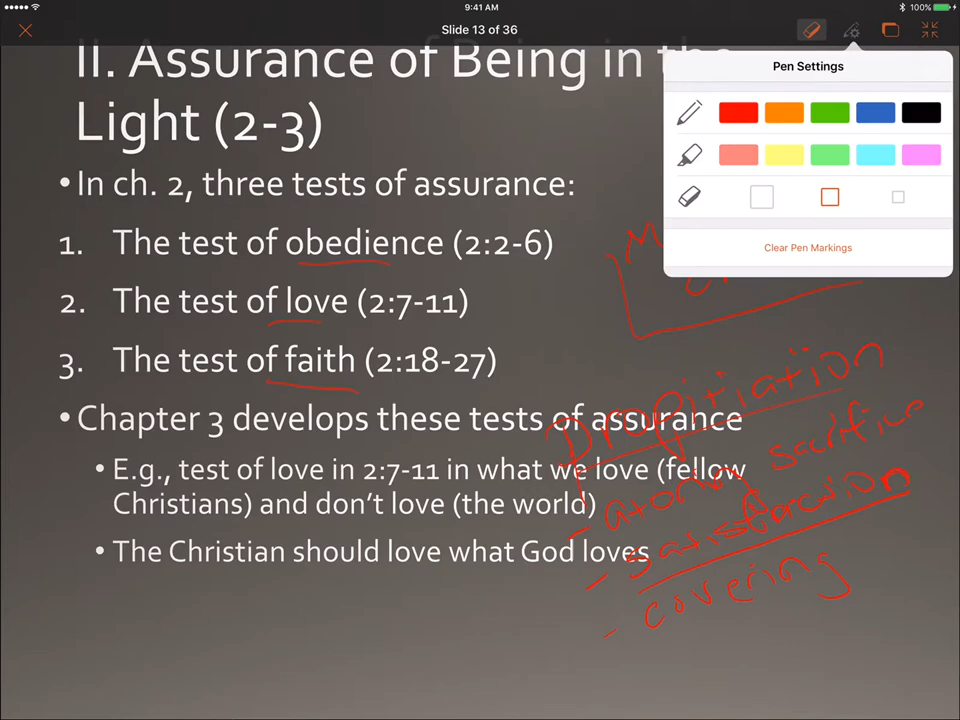 9:41 AM
100%
Slide 13 of 36
II. Assurance of Being in the
Light (2-3)
• In ch. 2, three tests of assurance:
1. The test of obedience (2:2-6)
2. The test of love (2:7-11)
3. The test of faith (2:18-27)
• Chapter 3 develops these tests of assurance
• E.g., test of love in 2:7-11 in what we love (fellow
Christians) and don't love (the world)
• The Christian should love what God loves
Pen Settings
Clear Pen Markings
Propitiation
- atoning sacrifice
- satisfaction
- covering